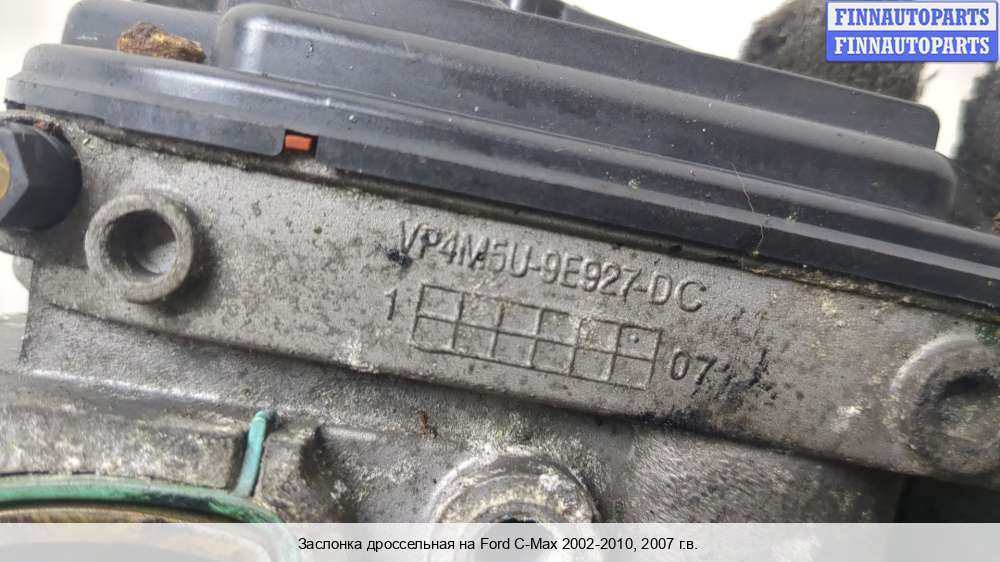 FINNAUTOPARTS
FINNAUTOPARTS
VP4M5U-9E927-DC
1 07
Заслонка дроссельная на Ford C-Max 2002-2010, 2007 г.в.